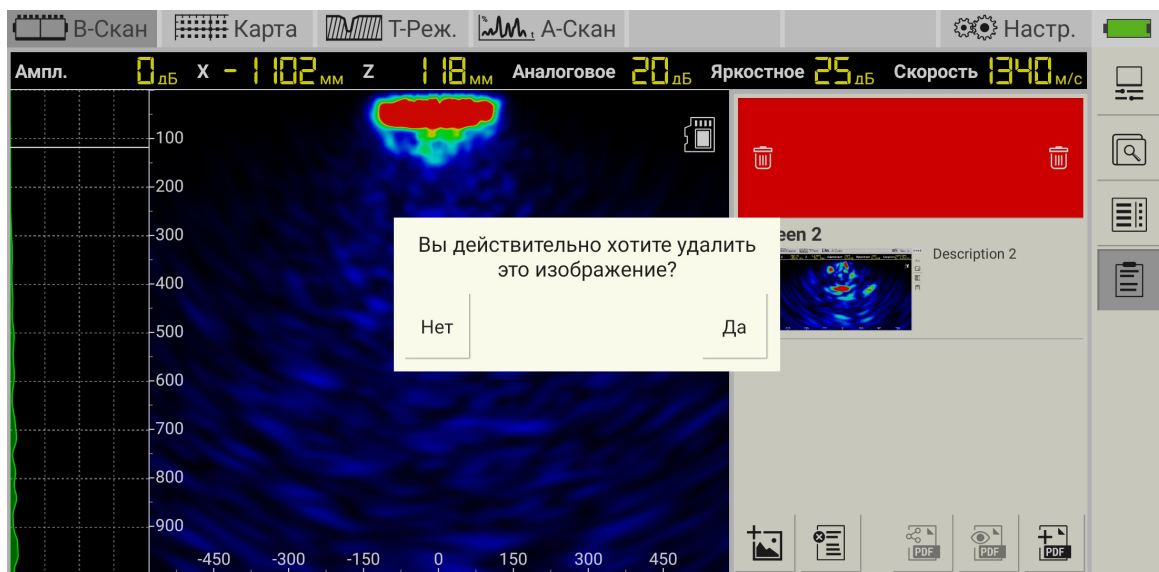 В-Скан Карта Т-Реж. А-Скан Настр.
Ампл. 0 дБ X -1102 мм Z 118 мм Аналоговое 20 дБ Яркостное 25 дБ Скорость 1340 м/с
-100
-200
-300
-400
-500
-600
-700
-800
-900
-450 -300 -150 0 150 300 450
Вы действительно хотите удалить
это изображение?
Нет Да
een 2
Description 2
PDF PDF PDF